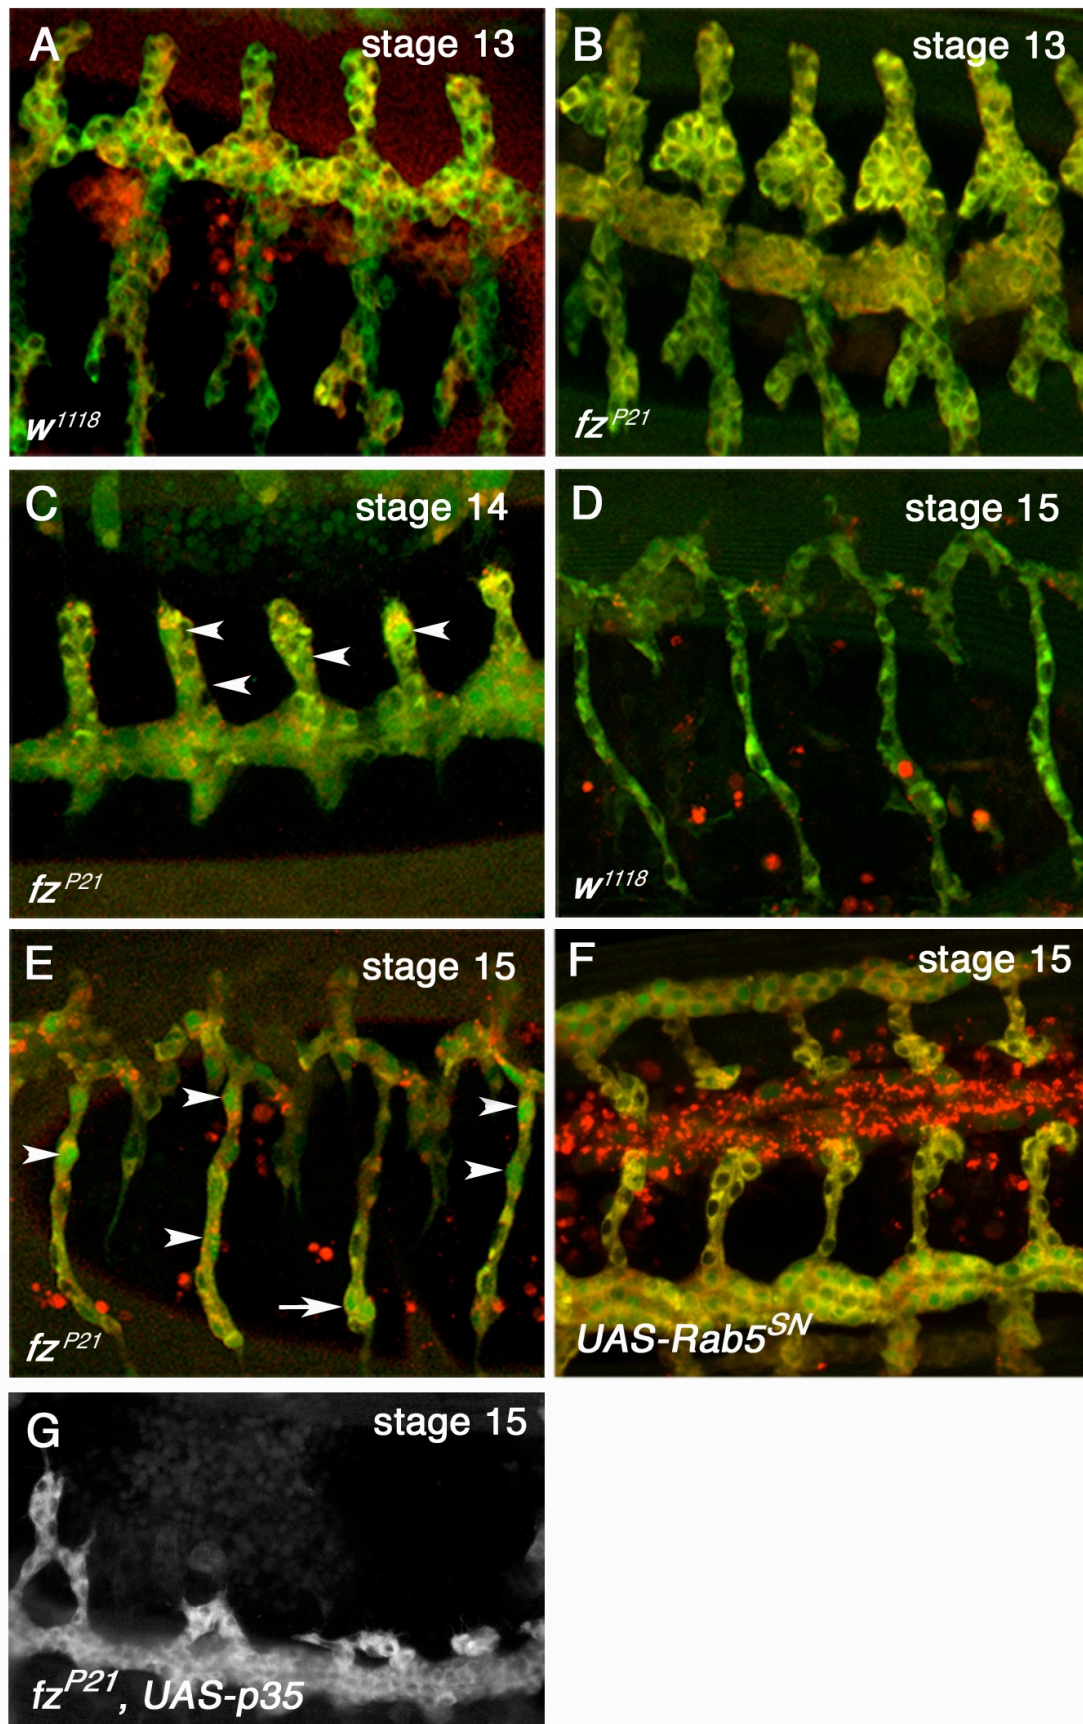 A stage 13
w1118
B stage 13
fzP21
C stage 14
fzP21
D stage 15
w1118
E stage 15
fzP21
F stage 15
UAS-Rab5SN
G stage 15
fzP21, UAS-p35